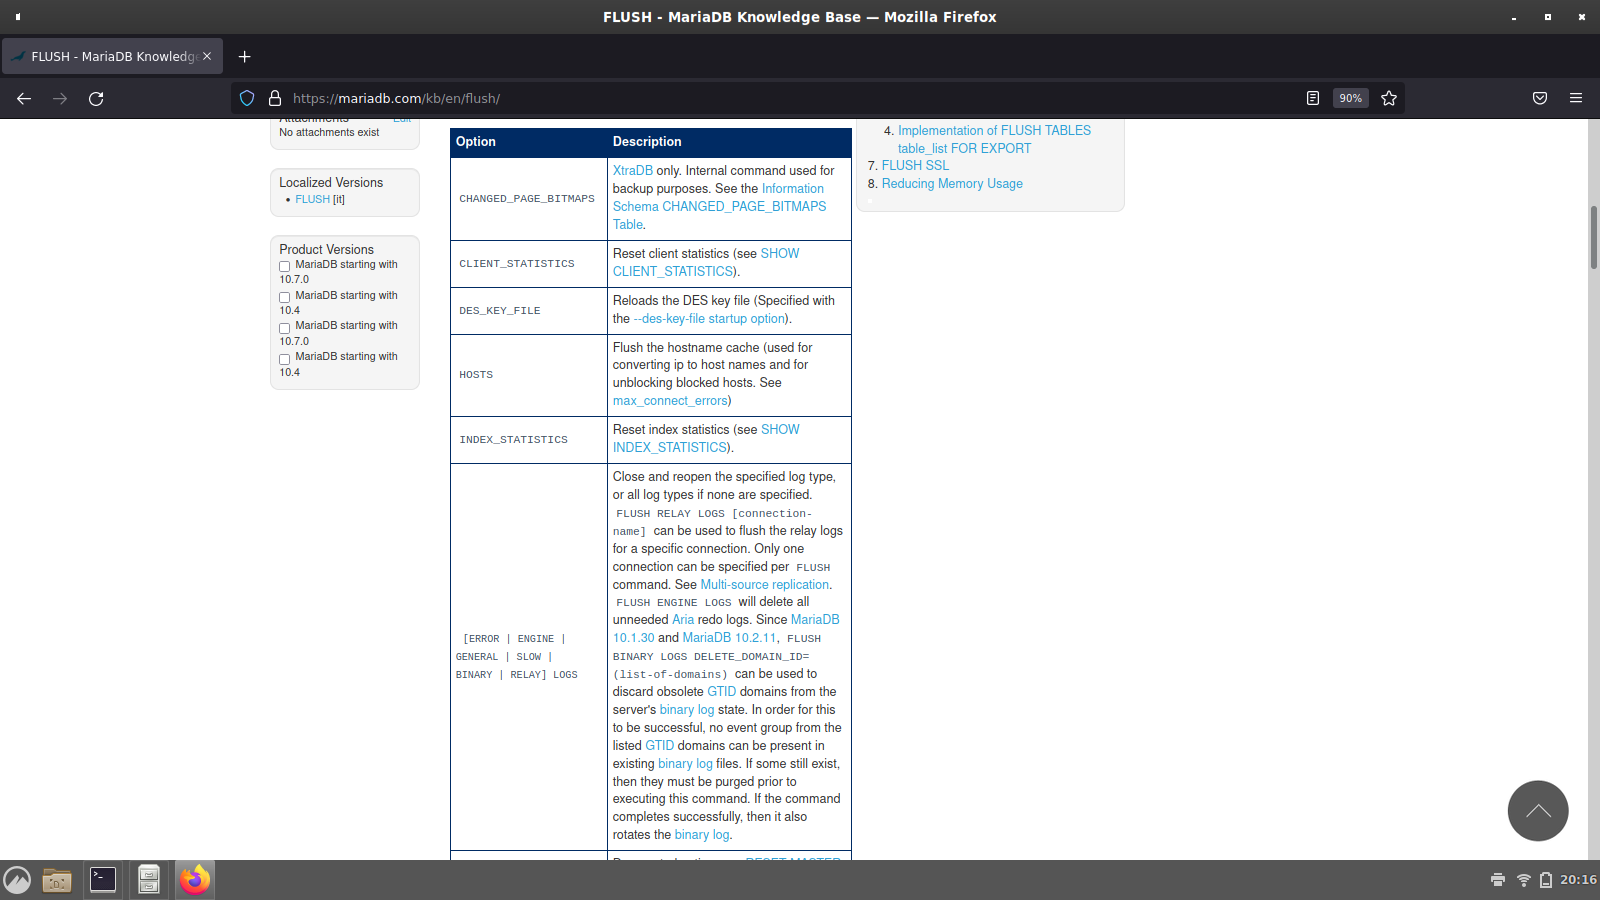 FLUSH - MariaDB Knowledge Base — Mozilla Firefox
FLUSH - MariaDB Knowledge
https://mariadb.com/kb/en/flush/
90%
Attachments
Edit
No attachments exist
Localized Versions
• FLUSH [it]
Product Versions
MariaDB starting with
10.7.0
MariaDB starting with
10.4
MariaDB starting with
10.7.0
MariaDB starting with
10.4
Option Description
CHANGED_PAGE_BITMAPS
XtraDB only. Internal command used for
backup purposes. See the Information
Schema CHANGED_PAGE_BITMAPS
Table.
CLIENT_STATISTICS
Reset client statistics (see SHOW
CLIENT_STATISTICS).
DES_KEY_FILE
Reloads the DES key file (Specified with
the --des-key-file startup option).
HOSTS
Flush the hostname cache (used for
converting ip to host names and for
unblocking blocked hosts. See
max_connect_errors)
INDEX_STATISTICS
Reset index statistics (see SHOW
INDEX_STATISTICS).
[ERROR | ENGINE |
GENERAL | SLOW |
BINARY | RELAY] LOGS
Close and reopen the specified log type,
or all log types if none are specified.
FLUSH RELAY LOGS [connection-
name] can be used to flush the relay logs
for a specific connection. Only one
connection can be specified per FLUSH
command. See Multi-source replication.
FLUSH ENGINE LOGS will delete all
unneeded Aria redo logs. Since MariaDB
10.1.30 and MariaDB 10.2.11, FLUSH
BINARY LOGS DELETE_DOMAIN_ID=
(list-of-domains) can be used to
discard obsolete GTID domains from the
server's binary log state. In order for this
to be successful, no event group from the
listed GTID domains can be present in
existing binary log files. If some still exist,
then they must be purged prior to
executing this command. If the command
completes successfully, then it also
rotates the binary log.
RESET MASTER
4. Implementation of FLUSH TABLES
table_list FOR EXPORT
7. FLUSH SSL
8. Reducing Memory Usage
20:16